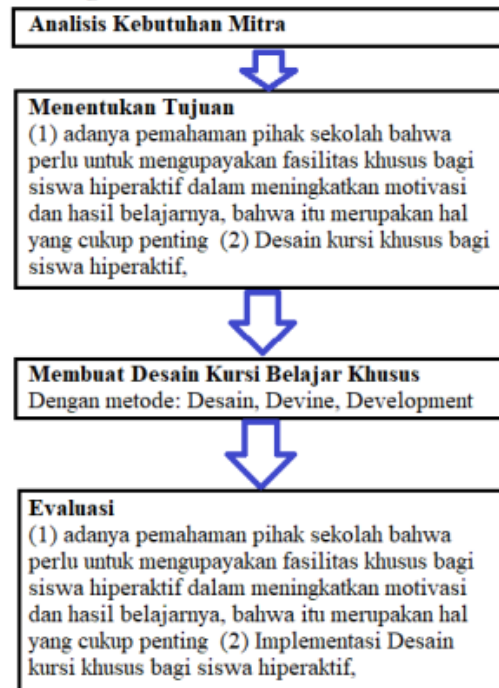 Analisis Kebutuhan Mitra
Menentukan Tujuan
(1) adanya pemahaman pihak sekolah bahwa
perlu untuk mengupayakan fasilitas khusus bagi
siswa hiperaktif dalam meningkatkan motivasi
dan hasil belajarnya, bahwa itu merupakan hal
yang cukup penting (2) Desain kursi khusus bagi
siswa hiperaktif,
Membuat Desain Kursi Belajar Khusus
Dengan metode: Desain, Devine, Development
Evaluasi
(1) adanya pemahaman pihak sekolah bahwa
perlu untuk mengupayakan fasilitas khusus bagi
siswa hiperaktif dalam meningkatkan motivasi
dan hasil belajarnya, bahwa itu merupakan hal
yang cukup penting (2) Implementasi Desain
kursi khusus bagi siswa hiperaktif,